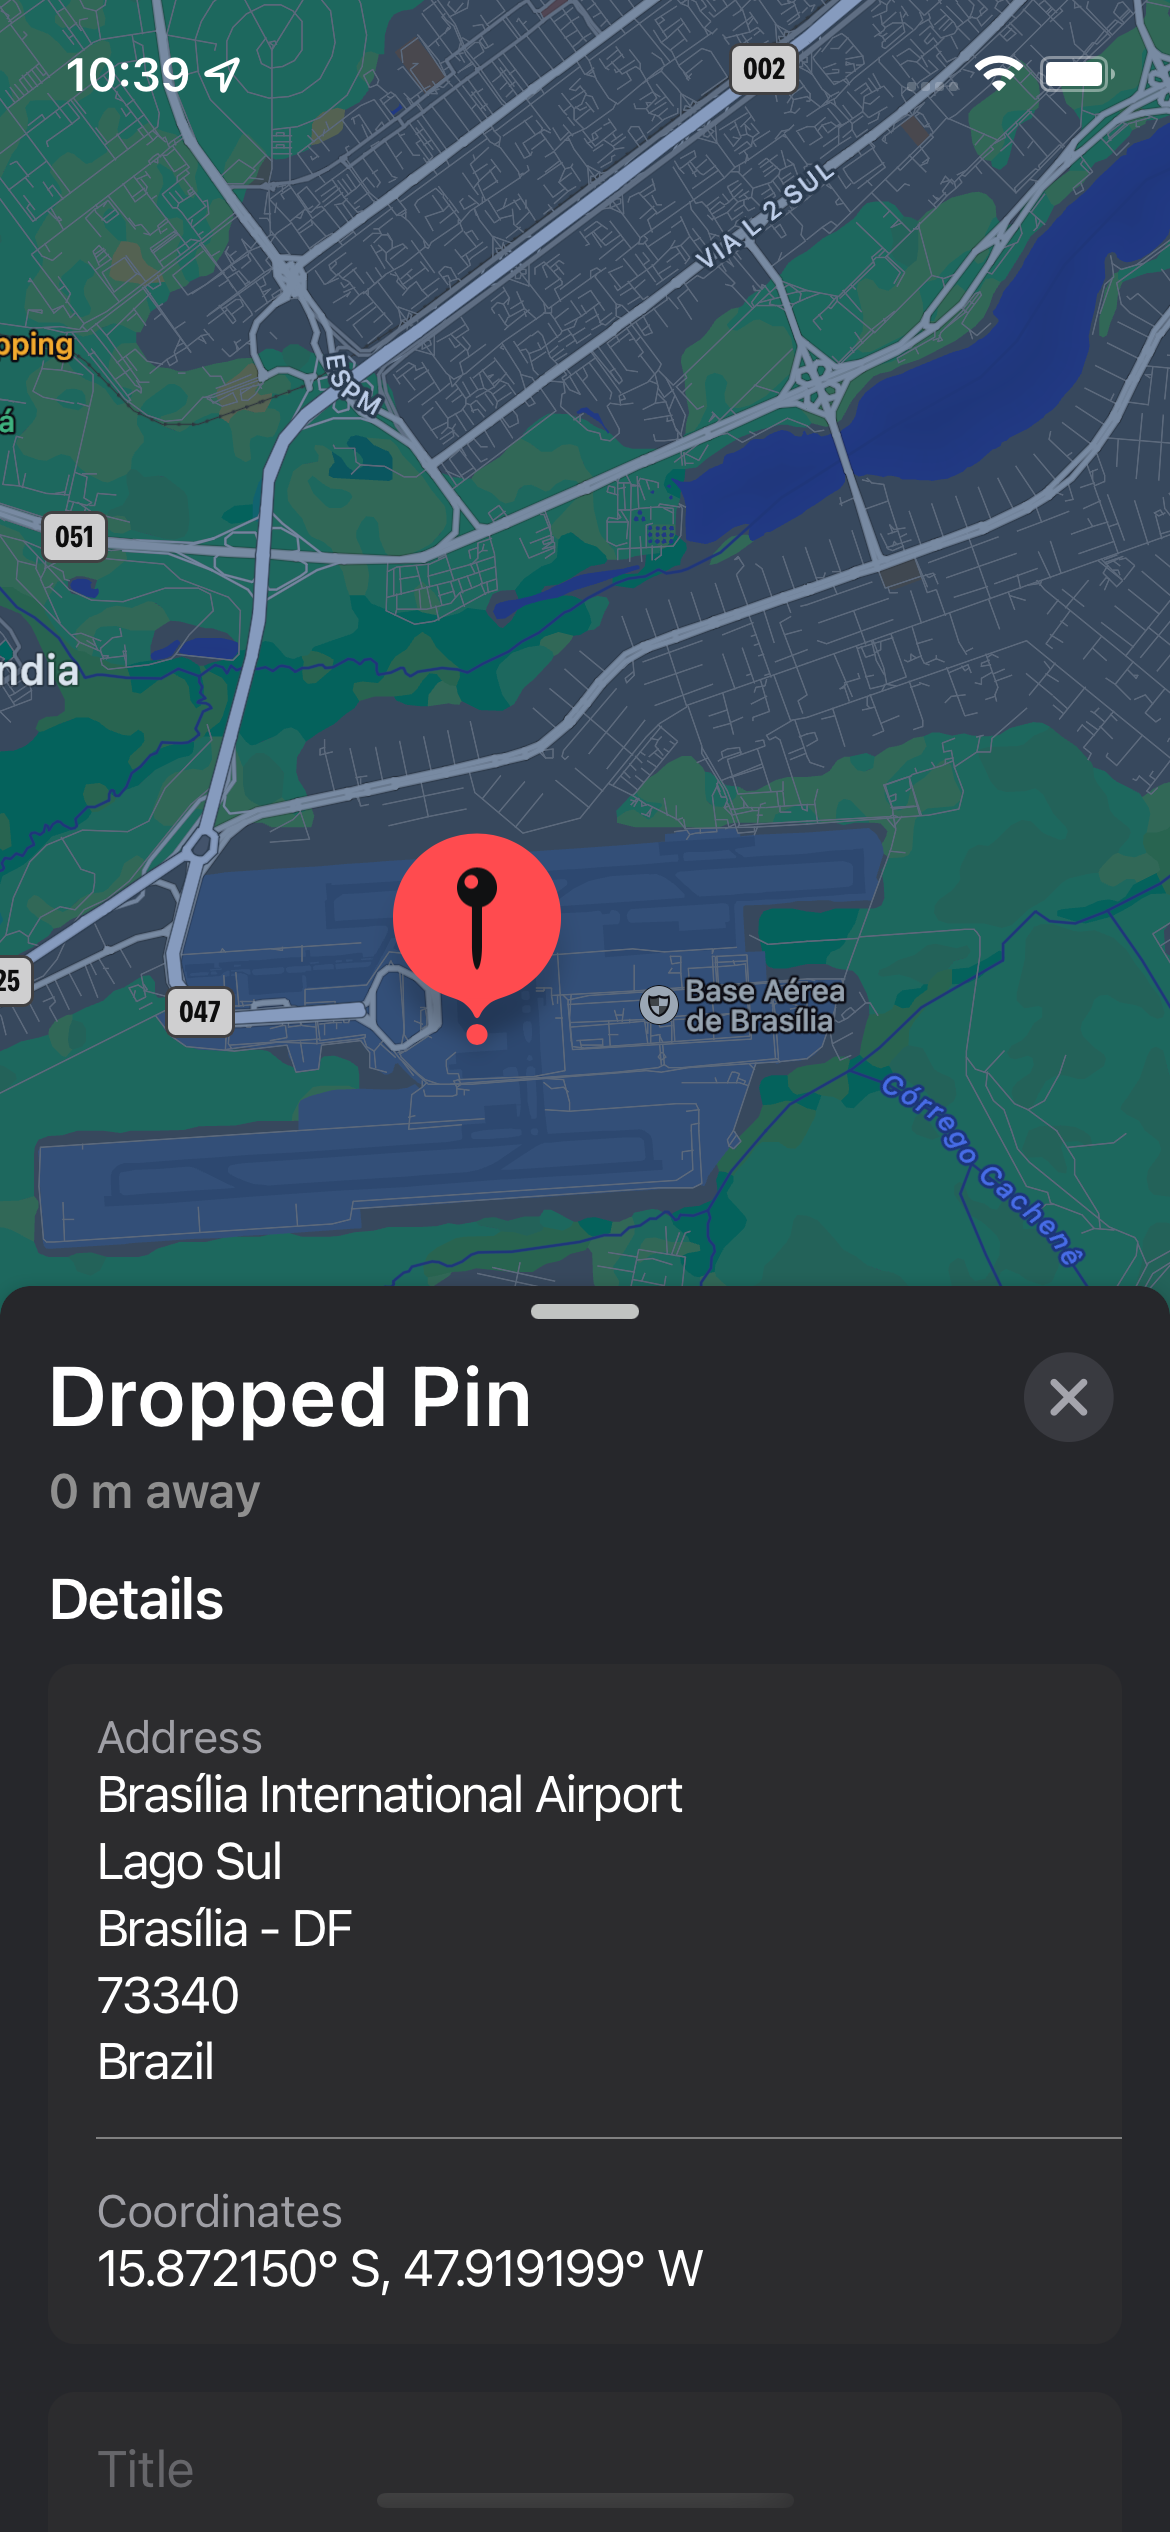 10:39
002
VIA L 2 SUL
pping
ESPM
á
051
ndia
25
047
Base Aérea
de Brasília
Córrego Cachenê
Dropped Pin
0 m away
Details
Address
Brasília International Airport
Lago Sul
Brasília - DF
73340
Brazil
Coordinates
15.872150° S, 47.919199° W
Title